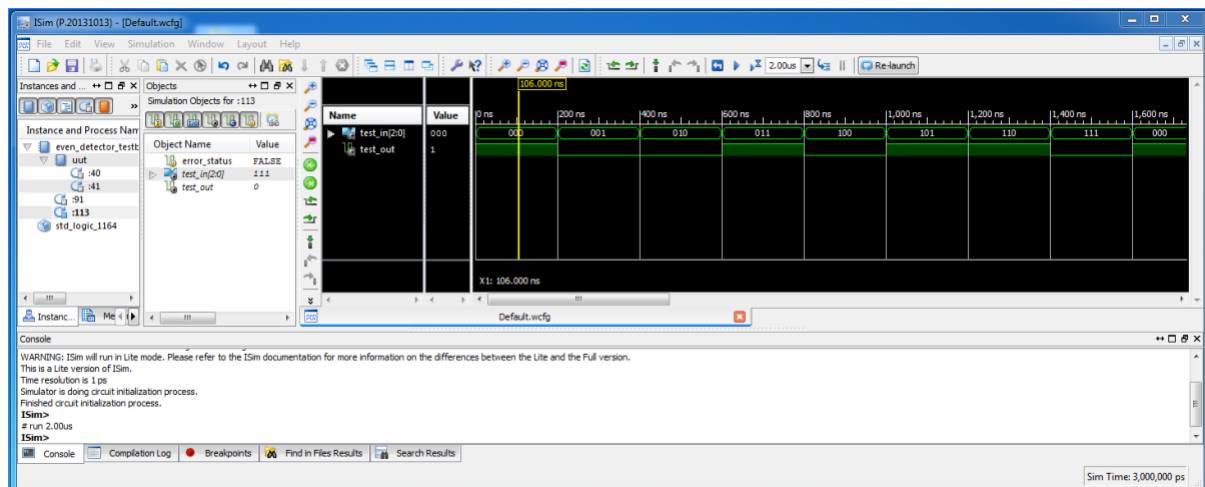 ISim (P.20131013) - [Default.wcfg]
File Edit View Simulation Window Layout Help
2.00us Re-launch
Instances and ...
Instance and Process Nam
even_detector_testb
uut
:40
:41
:91
:113
std_logic_1164
Instanc... Me
Objects
Simulation Objects for :113
Object Name Value
error_status FALSE
test_in[2:0] 111
test_out 0
106.000 ns
Name Value
0 ns 200 ns 400 ns 600 ns 800 ns 1,000 ns 1,200 ns 1,400 ns 1,600 ns
test_in[2:0] 000 000 001 010 011 100 101 110 111 000
test_out 1
X1: 106.000 ns
Default.wcfg
Console
WARNING: ISim will run in Lite mode. Please refer to the ISim documentation for more information on the differences between the Lite and the Full version.
This is a Lite version of ISim.
Time resolution is 1 ps
Simulator is doing circuit initialization process.
Finished circuit initialization process.
ISim>
# run 2.00us
ISim>
Console Compilation Log Breakpoints Find in Files Results Search Results
Sim Time: 3,000,000 ps